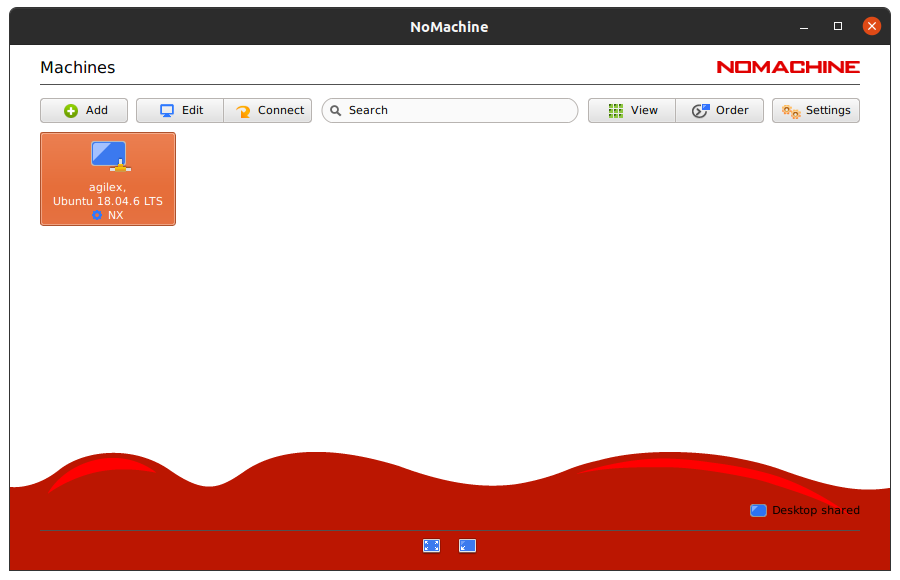 NoMachine
Machines
NOMACHINE
Add
Edit
Connect
Search
View
Order
Settings
agilex,
Ubuntu 18.04.6 LTS
NX
Desktop shared